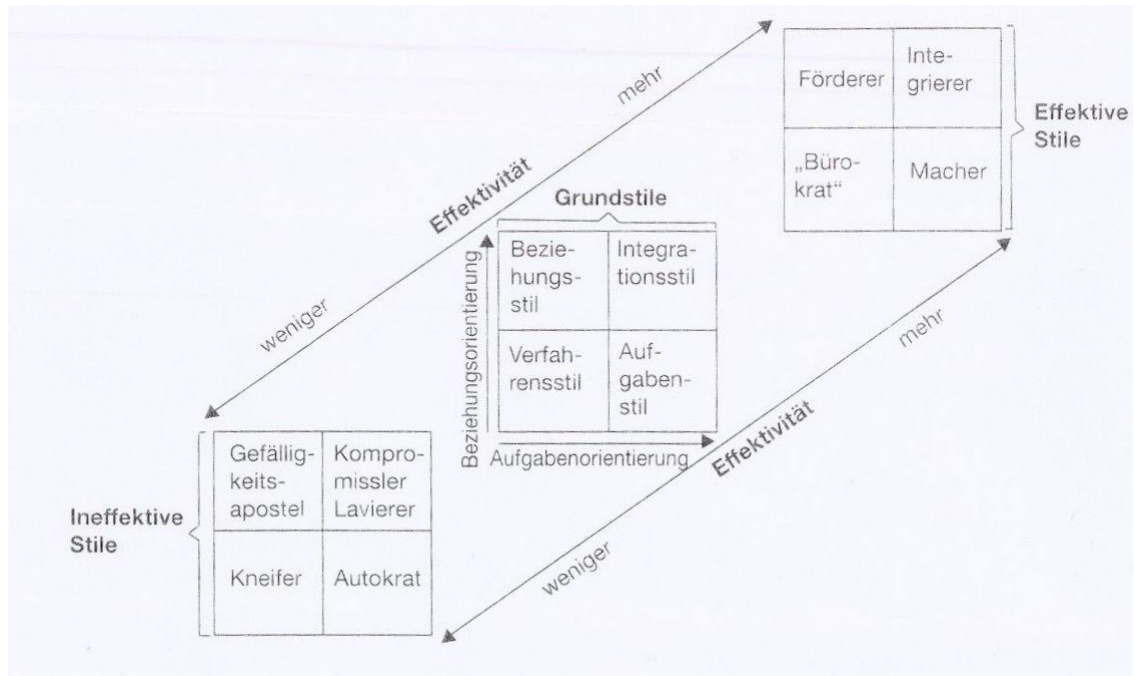 mehr
Förderer
Inte-
grierer
„Büro-
krat“
Macher
Effektive
Stile
Effektivität
weniger
Grundstile
Bezie-
hungs-
stil
Integra-
tionsstil
Verfah-
rensstil
Auf-
gaben-
stil
Beziehungsorientierung
Aufgabenorientierung
mehr
Effektivität
weniger
Ineffektive
Stile
Gefällig-
keits-
apostel
Kompro-
missler
Lavierer
Kneifer
Autokrat